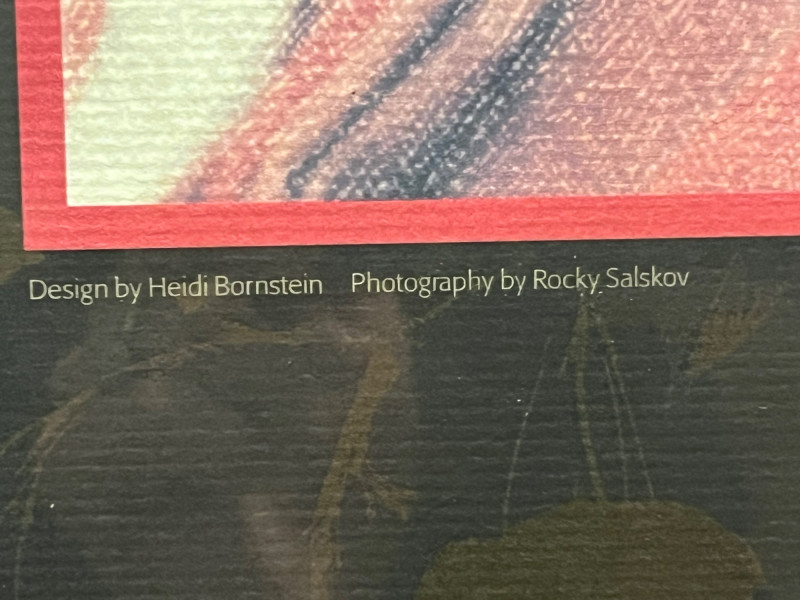 Design by Heidi Bornstein Photography by Rocky Salskov